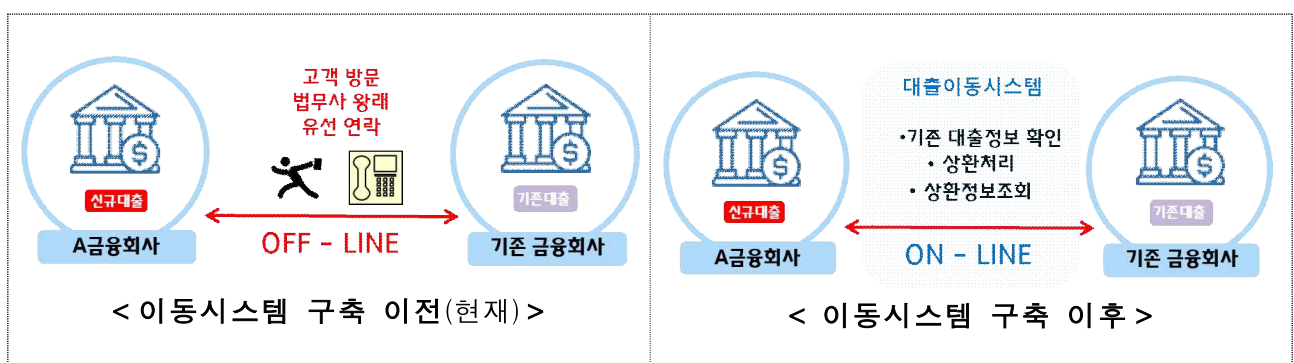 고객 방문
법무사 왕래
유선 연락
$
$
신규대출
기존대출
A금융회사
OFF - LINE
기존 금융회사
< 이동시스템 구축 이전(현재) >
대출이동시스템
•기존 대출정보 확인
• 상환처리
• 상환정보조회
$
$
신규대출
기존대출
A금융회사
ON - LINE
기존 금융회사
< 이동시스템 구축 이후 >